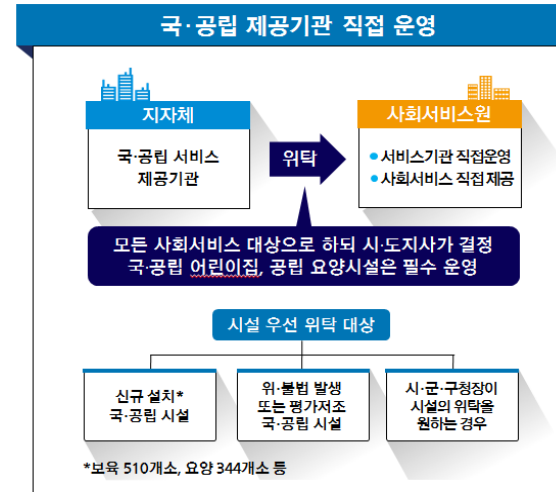 국·공립 제공기관 직접 운영
지자체
국·공립 서비스
제공기관
위탁
사회서비스원
• 서비스기관 직접운영
• 사회서비스 직접 제공
모든 사회서비스 대상으로 하되 시·도지사가 결정
국·공립 어린이집, 공립 요양시설은 필수 운영
시설 우선 위탁 대상
신규 설치*
국·공립 시설
위·불법 발생
또는 평가저조
국·공립 시설
시·군·구청장이
시설의 위탁을
원하는 경우
*보육 510개소, 요양 344개소 등